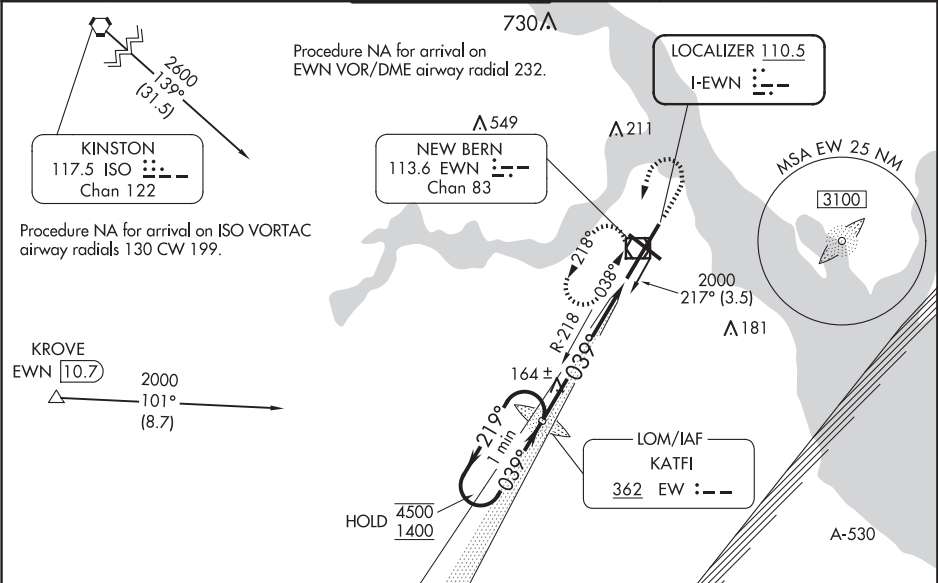 730
Procedure NA for arrival on
EWN VOR/DME airway radial 232.
LOCALIZER 110.5
I-EWN
2600
139°
(31.5)
KINSTON
117.5 ISO
Chan 122
549
211
NEW BERN
113.6 EWN
Chan 83
MSA EW 25 NM
3100
Procedure NA for arrival on ISO VORTAC
airway radials 130 CW 199.
218°
038°
2000
217° (3.5)
R-218
181
KROVE
EWN 10.7
2000
101°
(8.7)
164 ±
039°
219°
1 min
039°
LOM/IAF
KATFI
362 EW
HOLD 4500
1400
A-530